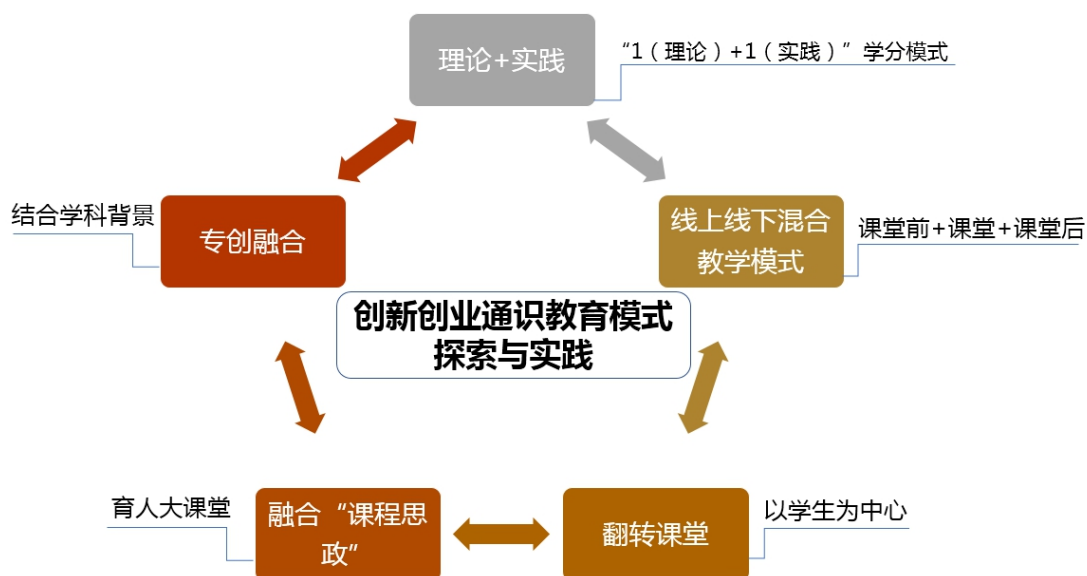 理论+实践
“1（理论）+1（实践）”学分模式
结合学科背景
专创融合
线上线下混合
教学模式
课堂前+课堂+课堂后
创新创业通识教育模式
探索与实践
育人大课堂
融合“课程思
政”
翻转课堂
以学生为中心